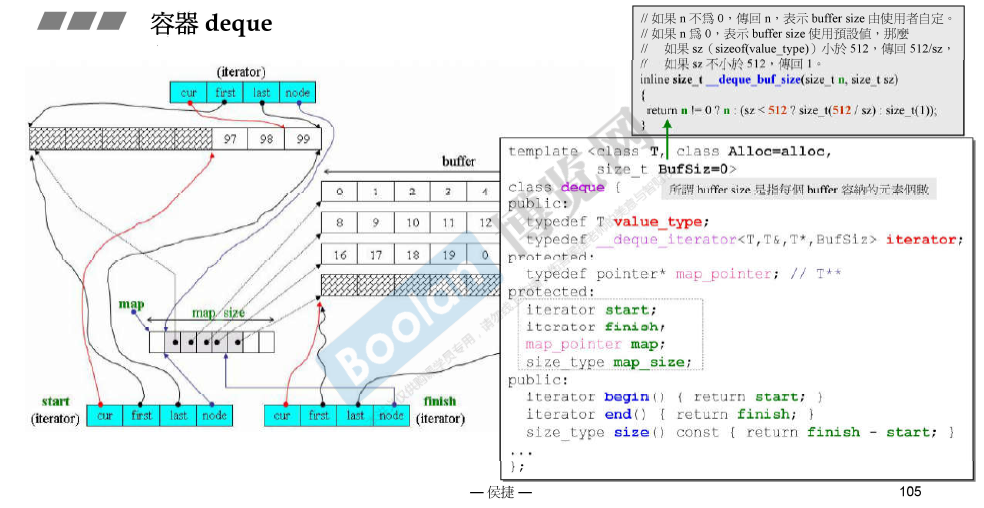 容器 deque
// 如果 n 不為 0，傳回 n，表示 buffer size 由使用者自定。
// 如果 n 為 0，表示 buffer size 使用預設值，那麼
//    如果 sz（sizeof(value_type)）小於 512，傳回 512/sz，
//    如果 sz 不小於 512，傳回 1。
inline size_t __deque_buf_size(size_t n, size_t sz)
{
return n != 0 ? n : (sz < 512 ? size_t(512 / sz) : size_t(1));
}
(iterator)
cur first last node
97 98 99
buffer
0 1 2 3 4
8 9 10 11 12
16 17 18 19 0
map
map_size
start
(iterator)
cur first last node
cur first last node
finish
(iterator)
template <class T, class Alloc=alloc,
size_t BufSiz=0>
class deque {
所謂 buffer size 是指每個 buffer 容納的元素個數
public:
typedef T value_type;
typedef __deque_iterator<T,T&,T*,BufSiz> iterator;
protected:
typedef pointer* map_pointer; // T**
protected:
iterator start;
iterator finish;
map_pointer map;
size_type map_size;
public:
iterator begin() { return start; }
iterator end() { return finish; }
size_type size() const { return finish - start; }
...
};
Boolan
博览网
— 侯捷 —
105